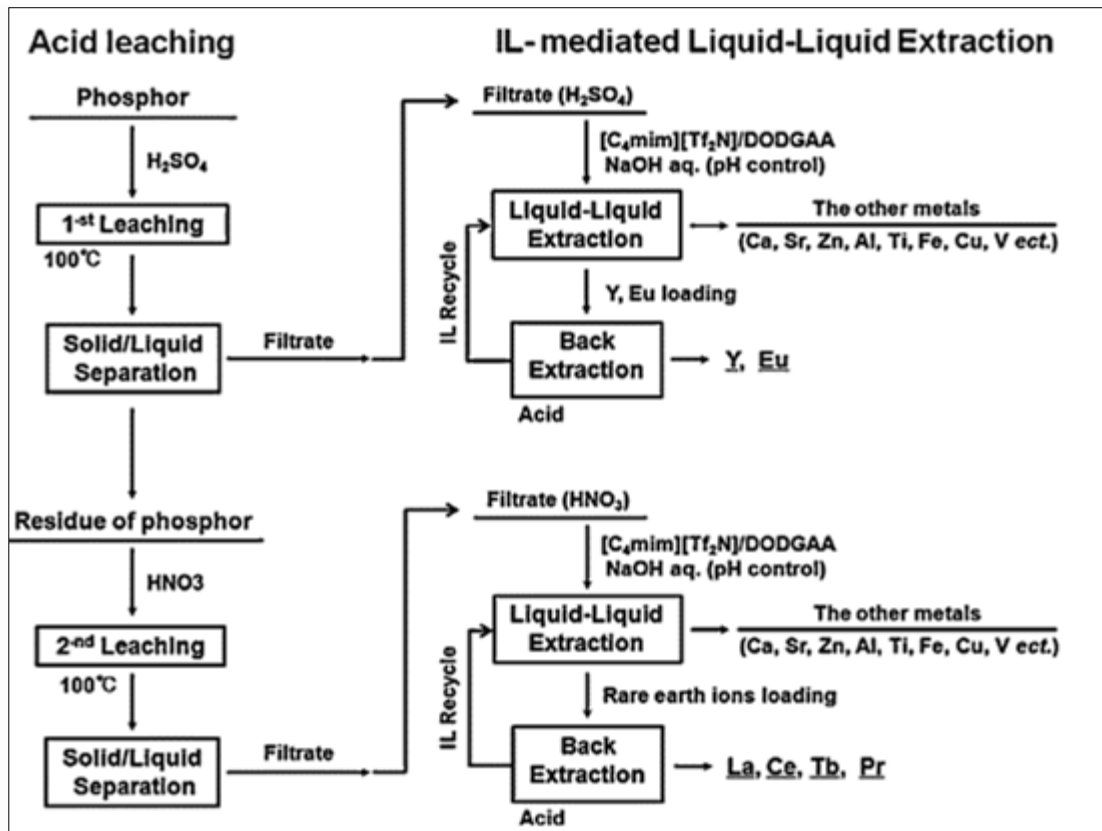 Acid leaching
Phosphor
H₂SO₄
1-st Leaching
100℃
Solid/Liquid
Separation
Filtrate
Residue of phosphor
HNO3
2-nd Leaching
100℃
Solid/Liquid
Separation
Filtrate
IL- mediated Liquid-Liquid Extraction
Filtrate (H₂SO₄)
[C₄mim][Tf₂N]/DODGAA
NaOH aq. (pH control)
Liquid-Liquid
Extraction
The other metals
(Ca, Sr, Zn, Al, Ti, Fe, Cu, V ect.)
IL Recycle
Y, Eu loading
Back
Extraction
Y, Eu
Acid
Filtrate (HNO₃)
[C₄mim][Tf₂N]/DODGAA
NaOH aq. (pH control)
Liquid-Liquid
Extraction
The other metals
(Ca, Sr, Zn, Al, Ti, Fe, Cu, V ect.)
IL Recycle
Rare earth ions loading
Back
Extraction
La, Ce, Tb, Pr
Acid